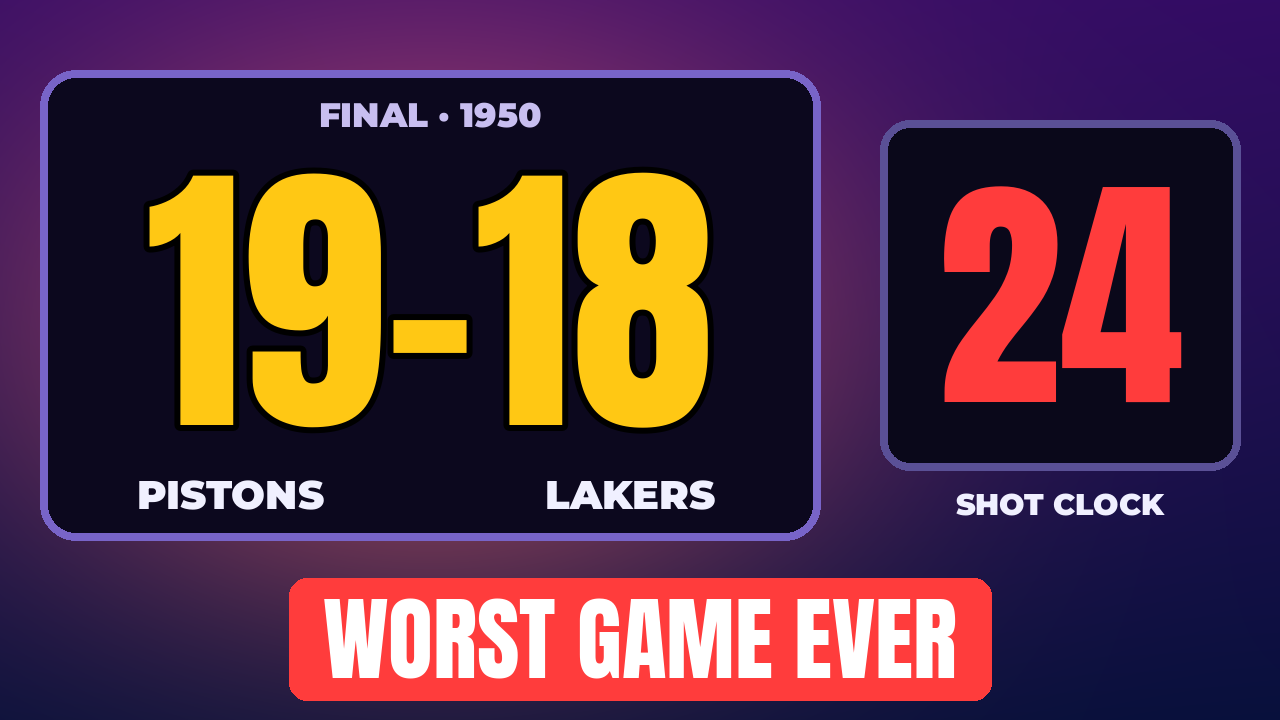 FINAL • 1950
19-18
PISTONS LAKERS
24
SHOT CLOCK
WORST GAME EVER